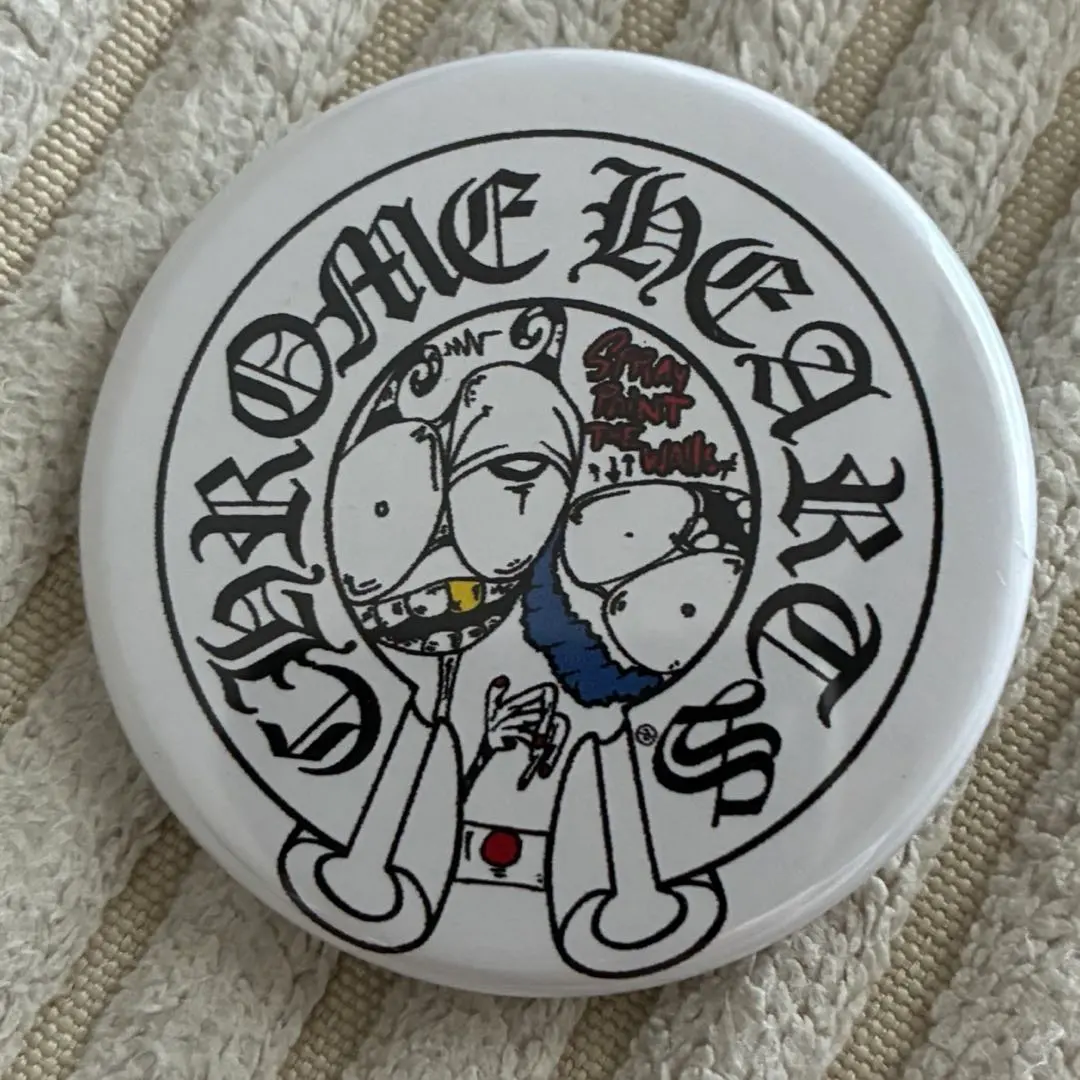 CHROME HEARTS
SPRAY
PAINT
THE
WALLS
®